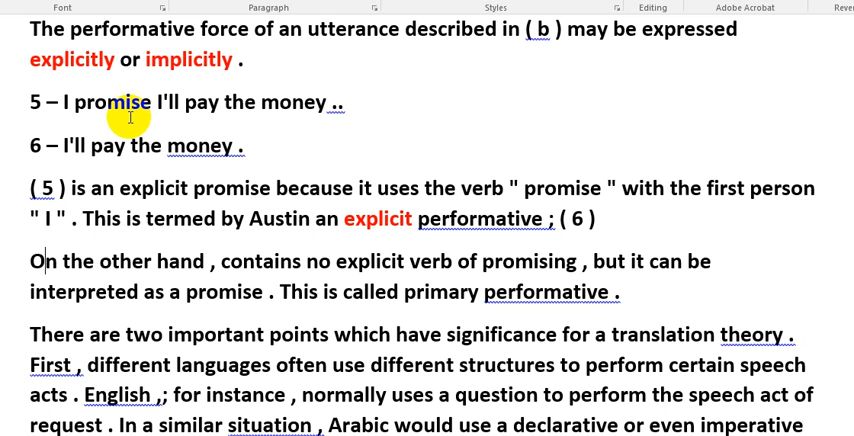 Font Paragraph Styles Editing Adobe Acrobat
The performative force of an utterance described in ( b ) may be expressed
explicitly or implicitly .
5 – I promise I'll pay the money ..
6 – I'll pay the money .
( 5 ) is an explicit promise because it uses the verb " promise " with the first person
" I " . This is termed by Austin an explicit performative ; ( 6 )
On the other hand , contains no explicit verb of promising , but it can be
interpreted as a promise . This is called primary performative .
There are two important points which have significance for a translation theory .
First , different languages often use different structures to perform certain speech
acts . English ,; for instance , normally uses a question to perform the speech act of
request . In a similar situation , Arabic would use a declarative or even imperative